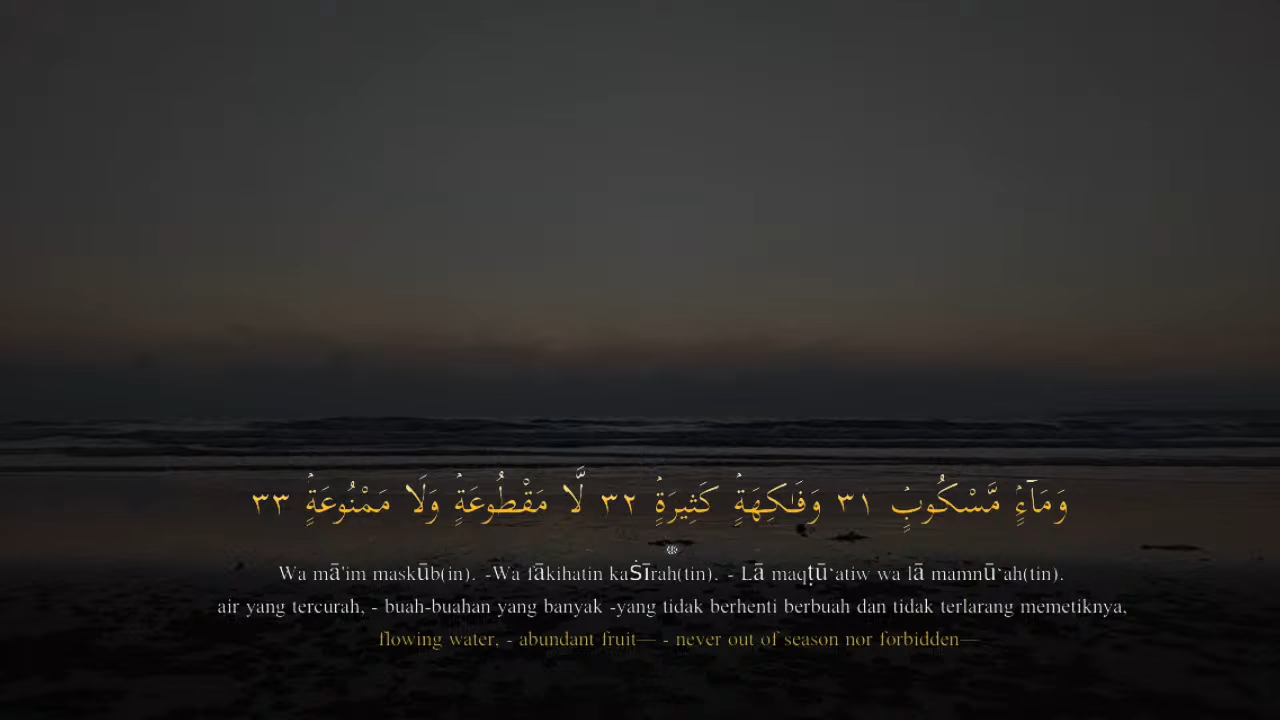 وَمَآءٍۢ مَّسْكُوبٍۢ ٣١ وَفَـٰكِهَةٍۢ كَثِيرَةٍۢ ٣٢ لَّا مَقْطُوعَةٍۢ وَلَا مَمْنُوعَةٍۢ ٣٣
Wa mā'im maskūb(in). -Wa fākihatin kaṠīrah(tin). - Lā maqṭū‘atiw wa lā mamnū‘ah(tin).
air yang tercurah, - buah-buahan yang banyak -yang tidak berhenti berbuah dan tidak terlarang memetiknya,
flowing water, - abundant fruit— - never out of season nor forbidden—